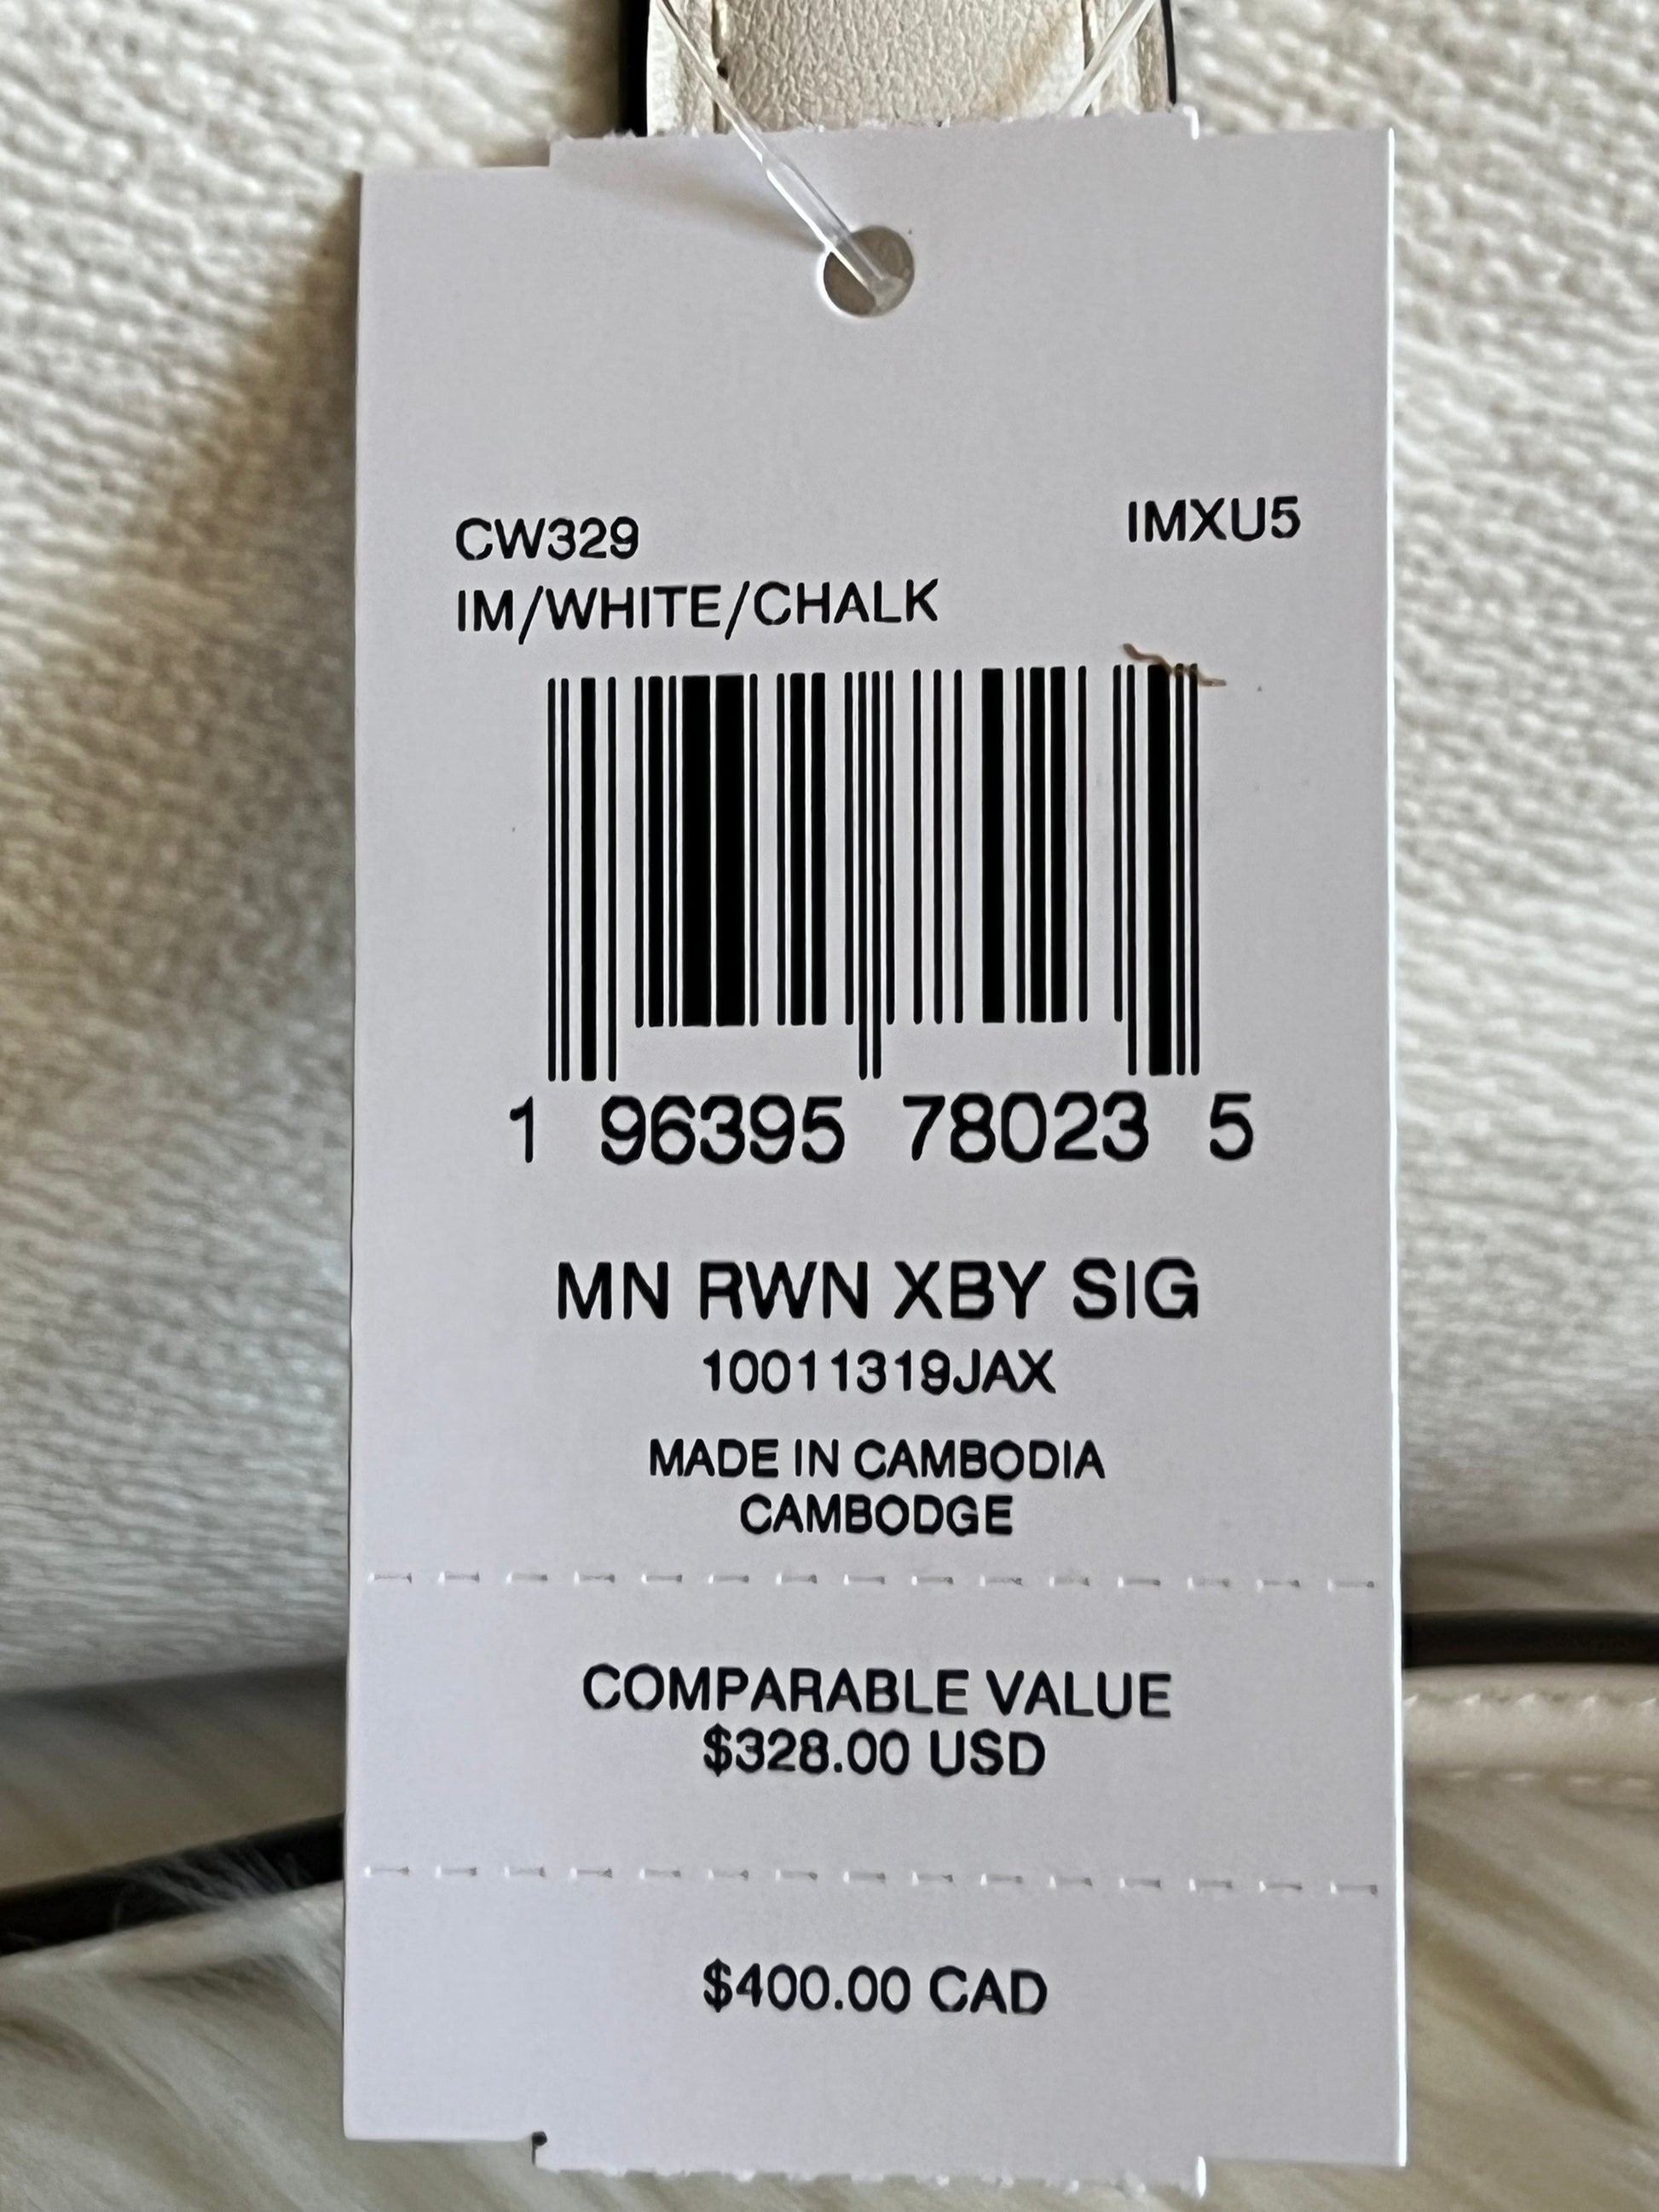 CW329 IMXU5
IM/WHITE/CHALK
1 96395 78023 5
MN RWN XBY SIG
10011319JAX
MADE IN CAMBODIA
CAMBODGE
COMPARABLE VALUE
$328.00 USD
$400.00 CAD